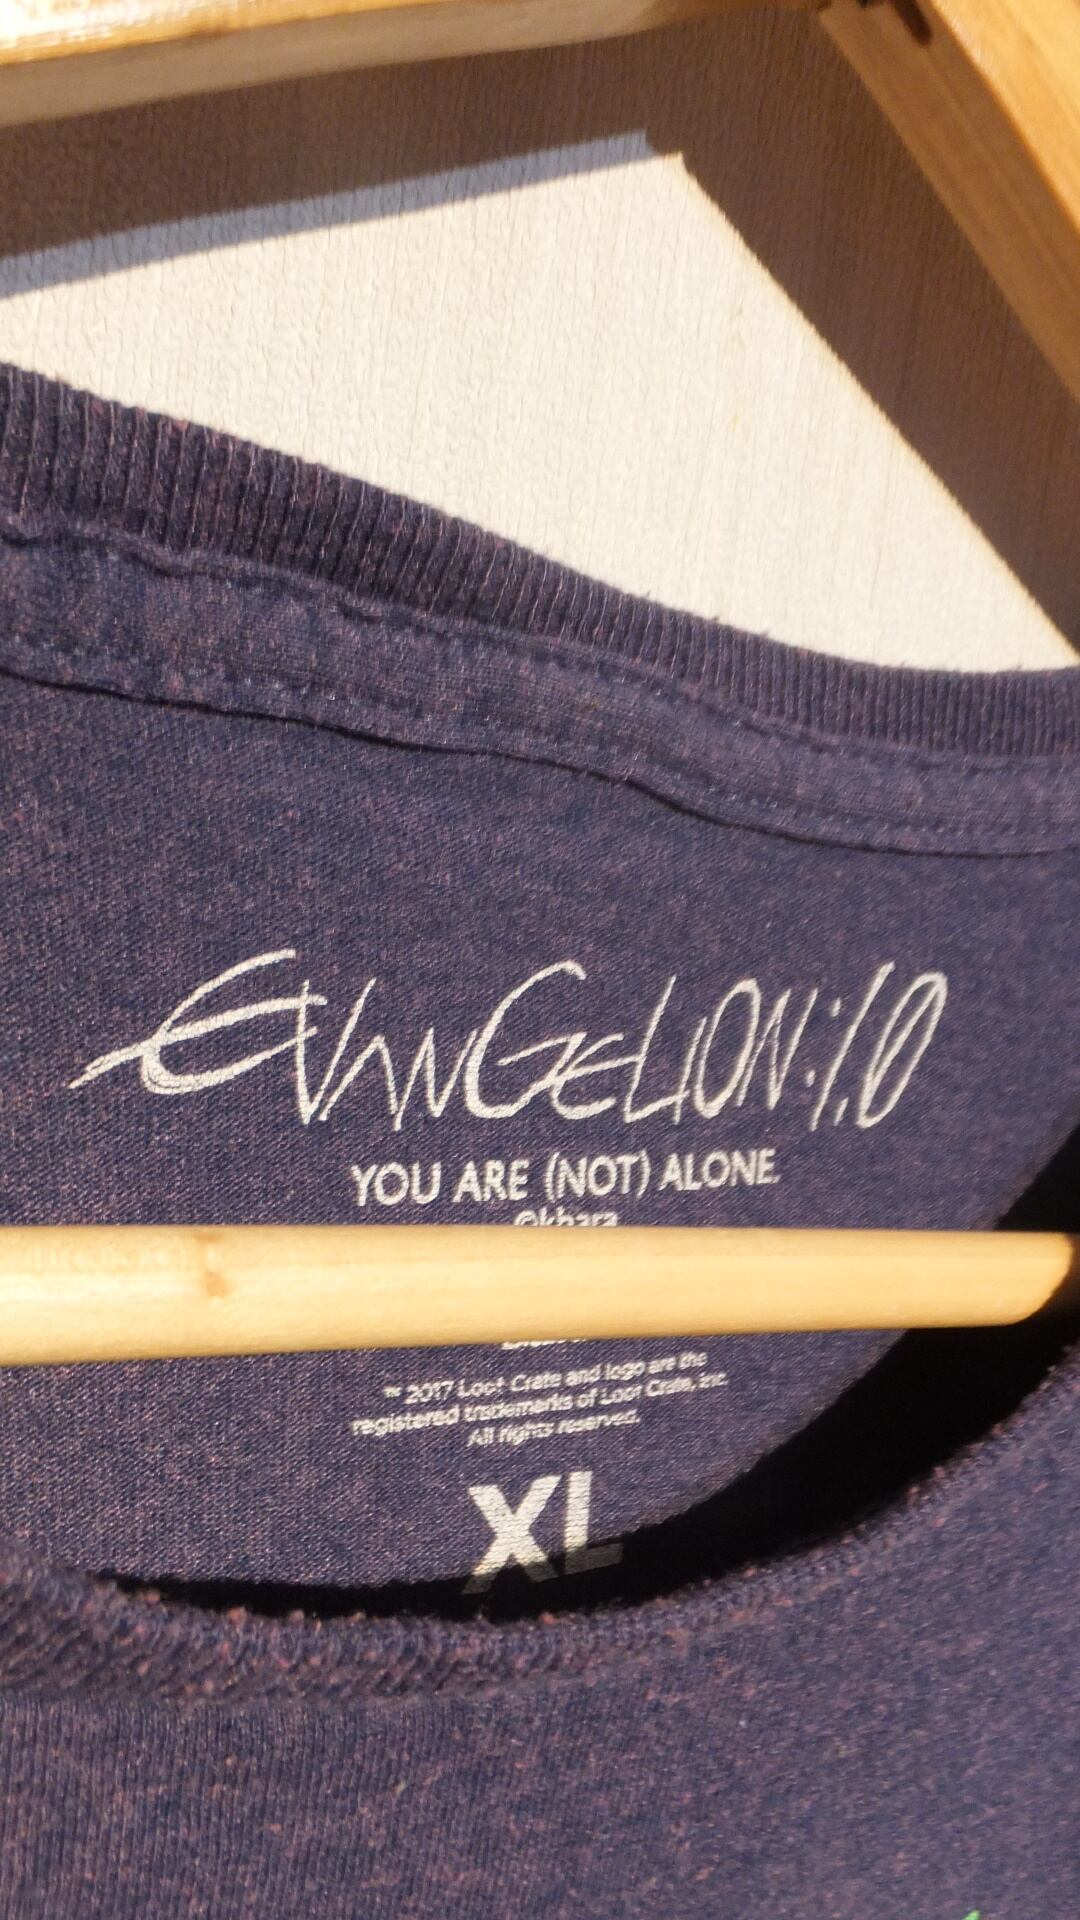 EVANGELION:1.0
YOU ARE (NOT) ALONE.
©khara
™ 2017 Loot Crate and logo are the
registered trademarks of Loot Crate, Inc.
All rights reserved.
XL